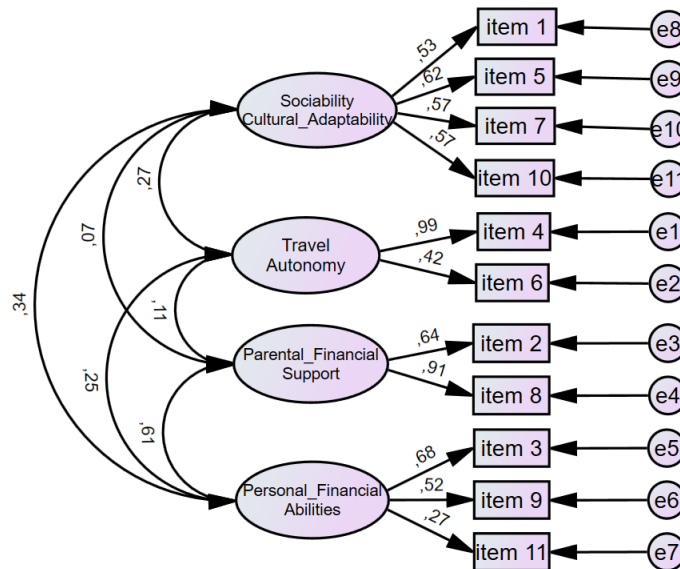 item 1
e8
,53
,62
item 5
e9
Sociability
Cultural_Adaptability
,57
item 7
e10
,57
item 10
e11
,27
,07
Travel
Autonomy
,99
item 4
e1
,42
item 6
e2
,34
,11
,25
Parental_Financial
Support
,64
item 2
e3
,91
item 8
e4
,61
Personal_Financial
Abilities
,68
item 3
e5
,52
item 9
e6
,27
item 11
e7